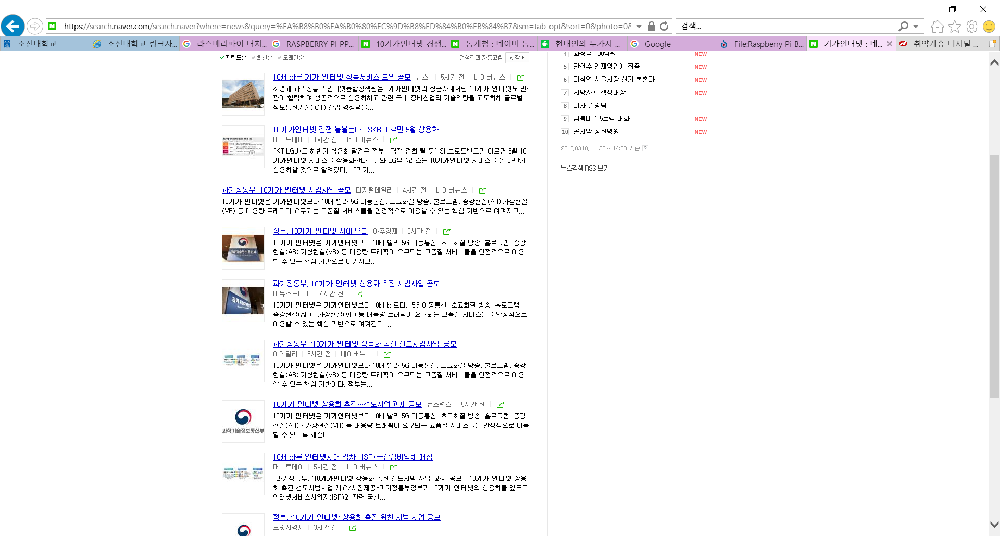 https://search.naver.com/search.naver?where=news&query=%EA%B8%B0%EA%B0%80%EC%9D%B8%ED%84%B0%EB%84%B7&sm=tab_opt&sort=0&photo=0&
검색...
조선대학교
조선대학교 링크사...
라즈베리파이 터치...
RASPBERRY PI PP...
10기가인터넷 경쟁...
통계청 : 네이버 통...
현대인의 두가지 ...
Google
File:Raspberry Pi B...
기가인터넷 : 네...
취약계층 디지털 ...
관련도순 최신순 오래된순
검색결과 자동고침 시작
10배 빠른 기가 인터넷 상용서비스 모델 공모 뉴스1 5시간 전 네이버뉴스
최영해 과기정통부 인터넷융합정책관은 "기가인터넷의 성공사례처럼 10기가 인터넷도 민·
관이 협력하여 성공적으로 상용화하고 관련 국내 장비산업의 기술역량을 고도화해 글로벌
정보통신기술(ICT) 산업 경쟁력을...
10기가인터넷 경쟁 불붙는다…SKB 이르면 5월 상용화
머니투데이 1시간 전 네이버뉴스
[KT·LGU+도 하반기 상용화·팔걷은 정부…경쟁 점화 될 듯] SK브로드밴드가 이르면 5월 10
기가인터넷 서비스를 상용화한다. KT와 LG유플러스는 10기가인터넷 서비스를 올 하반기
상용화할 것으로 알려졌다. 10기가...
과기정통부, 10기가 인터넷 시범사업 공모 디지털데일리 4시간 전 네이버뉴스
10기가 인터넷은 기가인터넷보다 10배 빨라 5G 이동통신, 초고화질 방송, 홀로그램, 증강현실(AR)·가상현실
(VR) 등 대용량 트래픽이 요구되는 고품질 서비스들을 안정적으로 이용할 수 있는 핵심 기반으로 여겨지고...
정부, 10기가 인터넷 시대 연다 아주경제 5시간 전
10기가 인터넷은 기가인터넷보다 10배 빨라 5G 이동통신, 초고화질 방송, 홀로그램, 증강
현실(AR)·가상현실(VR) 등 대용량 트래픽이 요구되는 고품질 서비스들을 안정적으로 이용
할 수 있는 핵심 기반으로 여겨지고...
과기정통부, 10기가 인터넷 상용화 촉진 시범사업 공모
이뉴스투데이 4시간 전
10기가 인터넷은 기가인터넷보다 10배 빠르다. 5G 이동통신, 초고화질 방송, 홀로그램,
증강현실(AR)·가상현실(VR) 등 대용량 트래픽이 요구되는 고품질 서비스들을 안정적으로
이용할 수 있는 핵심 기반으로 여겨진다....
과기정통부, '10기가 인터넷 상용화 촉진 선도시범사업' 공모
이데일리 5시간 전 네이버뉴스
10기가 인터넷은 기가인터넷보다 10배 빨라 5G 이동통신, 초고화질 방송, 홀로그램, 증강
현실(AR)·가상현실(VR) 등 대용량 트래픽이 요구되는 고품질 서비스들을 안정적으로 이용
할 수 있는 핵심 기반이다. 정부는...
과학기술정보통신부
10기가 인터넷 상용화 추진…선도사업 과제 공모 뉴스웍스 5시간 전
10기가 인터넷은 기가인터넷보다 10배 빨라 5G 이동통신, 초고화질 방송, 홀로그램, 증강
현실(AR)·가상현실(VR) 등 대용량 트래픽이 요구되는 고품질 서비스들을 안정적으로 이용
할 수 있도록 해준다....
10배 빠른 인터넷시대 박차…ISP+국산장비업체 매칭
머니투데이 5시간 전 네이버뉴스
[과기정통부, '10기가인터넷 상용화 촉진 선도시범 사업' 과제 공모 ] 10기가 인터넷 상용
화 촉진 선도시범사업 개요/사진제공=과기정통부정부가 10기가 인터넷의 상용화를 앞두고
인터넷서비스사업자(ISP)와 관련 국산...
정부, '10기가 인터넷' 상용화 촉진 위한 시범 사업 공모
브릿지경제 3시간 전
4 과징금 108억원 NEW
5 안철수 인재영입에 집중 NEW
6 이석연 서울시장 선거 불출마 NEW
7 지방자치 행정대상 NEW
8 여자 컬링팀
9 남북미 1.5트랙 대화 NEW
10 곤지암 정신병원 NEW
2018.03.18. 11:30 ~ 14:30 기준 ?
뉴스검색 RSS 보기